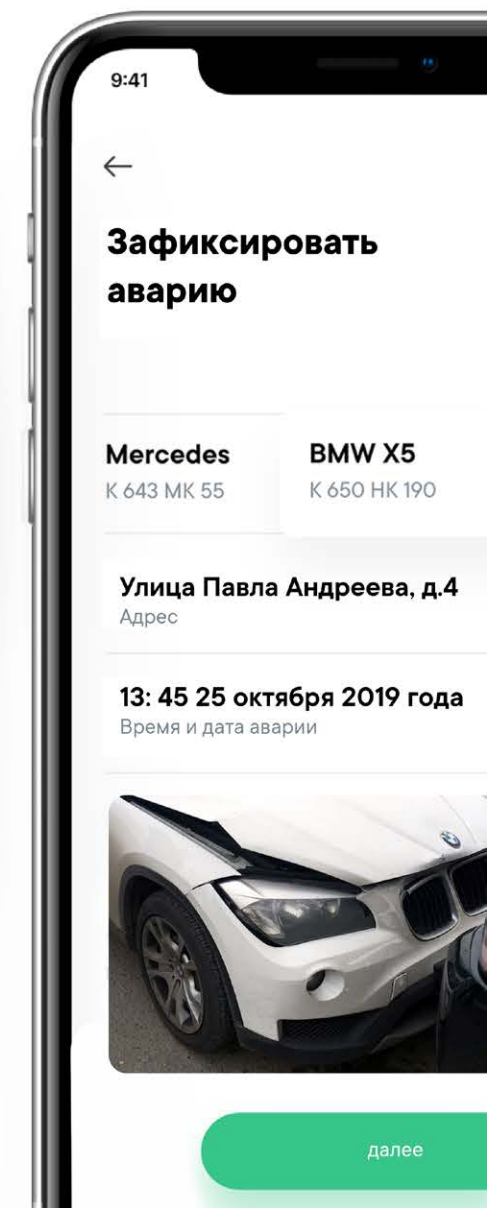 9:41
Зафиксировать
аварию
Mercedes
BMW X5
К 643 МК 55
К 650 НК 190
Улица Павла Андреева, д.4
Адрес
13: 45 25 октября 2019 года
Время и дата аварии
далее